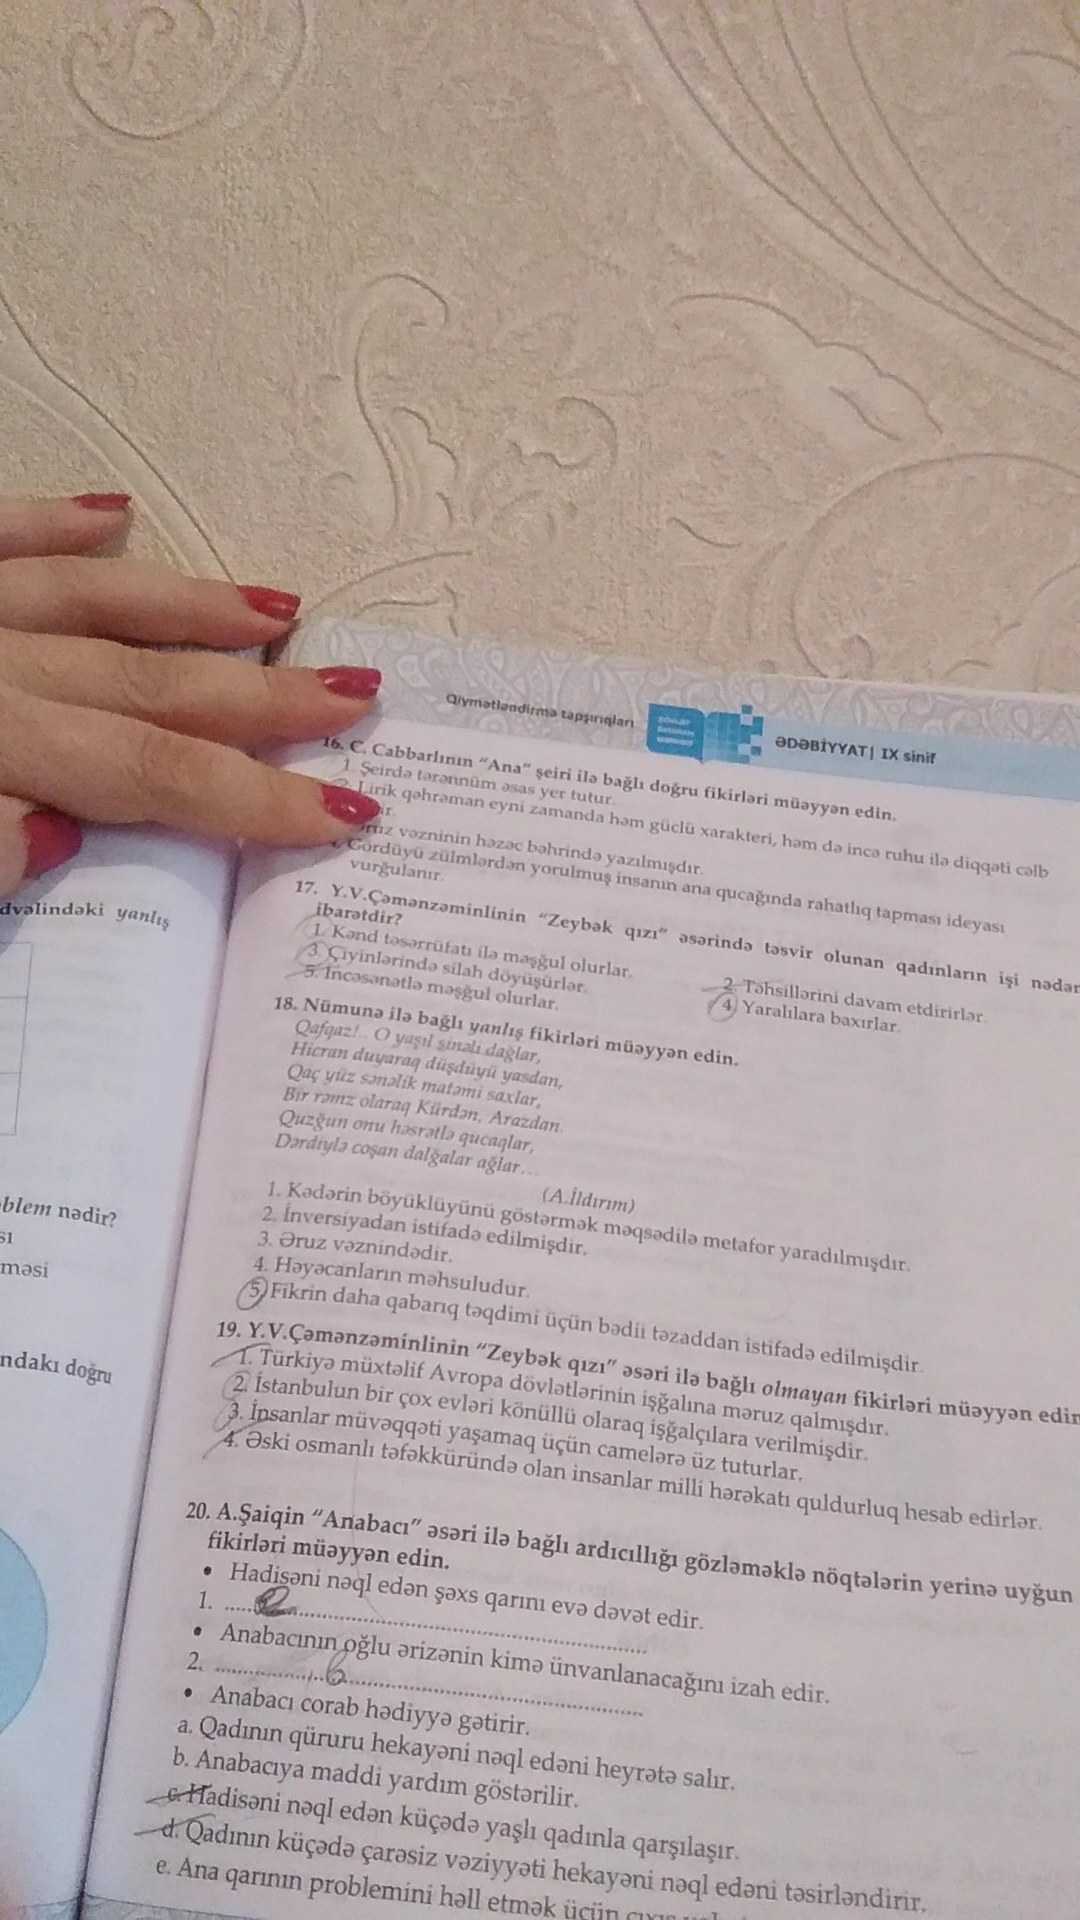 Qiymətləndirmə tapşırıqları
ƏDƏBİYYAT| IX sinif
16. C. Cabbarlının “Ana” şeiri ilə bağlı doğru fikirləri müəyyən edin.
1. Şeirdə tərənnüm əsas yer tutur.
Lirik qəhrəman eyni zamanda həm güclü xarakteri, həm də incə ruhu ilə diqqəti cəlb
vəzninin həzəc bəhrində yazılmışdır.
Gördüyü zülmlərdən yorulmuş insanın ana qucağında rahatlıq tapması ideyası
vurğulanır.
17. Y.V.Çəmənzəminlinin “Zeybək qızı” əsərində təsvir olunan qadınların işi nədən
ibarətdir?
1. Kənd təsərrüfatı ilə məşğul olurlar.
2. Təhsillərini davam etdirirlər.
3. Çiyinlərində silah döyüşürlər.
4. Yaralılara baxırlar.
5. İncəsənətlə məşğul olurlar.
18. Nümunə ilə bağlı yanlış fikirləri müəyyən edin.
Qafqaz!.. O yaşıl sinəli dağlar,
Hicran duyaraq düşdüyü yasdan,
Qaç yüz sənəlik matəmi saxlar,
Bir rəmz olaraq Kürdən, Arazdan.
Quzğun onu həsrətlə qucaqlar,
Dərdiylə coşan dalğalar ağlar...
(A.İldırım)
1. Kədərin böyüklüyünü göstərmək məqsədilə metafor yaradılmışdır.
2. İnversiyadan istifadə edilmişdir.
3. Əruz vəznindədir.
4. Həyəcanların məhsuludur.
5. Fikrin daha qabarıq təqdimi üçün bədii təzaddan istifadə edilmişdir.
19. Y.V.Çəmənzəminlinin “Zeybək qızı” əsəri ilə bağlı olmayan fikirləri müəyyən
1. Türkiyə müxtəlif Avropa dövlətlərinin işğalına məruz qalmışdır.
2. İstanbulun bir çox evləri könüllü olaraq işğalçılara verilmişdir.
3. İnsanlar müvəqqəti yaşamaq üçün camelərə üz tuturlar.
4. Əski osmanlı təfəkküründə olan insanlar milli hərəkatı quldurluq hesab edirlər.
20. A.Şaiqin “Anabacı” əsəri ilə bağlı ardıcıllığı gözləməklə nöqtələrin yerinə uyğun
fikirləri müəyyən edin.
• Hadisəni nəql edən şəxs qarını evə dəvət edir.
1. ..... e .....
• Anabacının oğlu ərizənin kimə ünvanlanacağını izah edir.
2. ..... b .....
• Anabacı corab hədiyyə gətirir.
a. Qadının qüruru hekayəni nəql edəni heyrətə salır.
b. Anabacıya maddi yardım göstərilir.
c. Hadisəni nəql edən küçədə yaşlı qadınla qarşılaşır.
d. Qadının küçədə çarəsiz vəziyyəti hekayəni nəql edəni təsirləndirir.
e. Ana qarının problemini həll etmək üçün
dvəlindəki yanlış
blem nədir?
sı
məsi
ndakı doğru